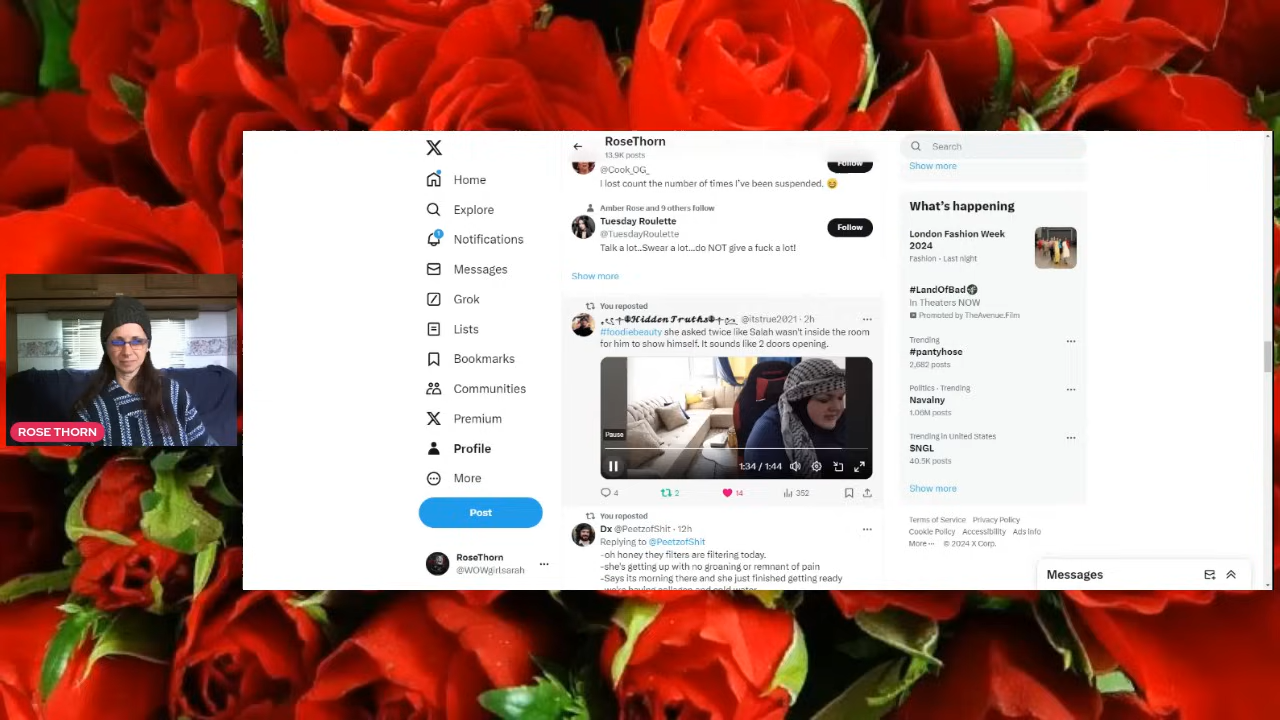 ROSE THORN
Home
Explore
1
Notifications
Messages
Grok
Lists
Bookmarks
Communities
Premium
Profile
More
Post
RoseThorn
@WOWgirlsarah
RoseThorn
13.9K posts
@Cook_OG_
Follow
I lost count the number of times I've been suspended. 😊
Amber Rose and 9 others follow
Tuesday Roulette
@TuesdayRoulette
Follow
Talk a lot..Swear a lot...do NOT give a fuck a lot!
Show more
You reposted
𝓗𝓲𝓭𝓭𝓮𝓷 𝓣𝓻𝓾𝓽𝓱𝓼 @itstrue2021 · 2h
#foodiebeauty she asked twice like Salah wasn't inside the room
for him to show himself. It sounds like 2 doors opening.
Pause
1:34 / 1:44
4
2
14
352
You reposted
Dx @PeetzofShit · 12h
Replying to @PeetzofShit
-oh honey they filters are filtering today.
-she's getting up with no groaning or remnant of pain
-Says its morning there and she just finished getting ready
Search
Show more
What's happening
London Fashion Week
2024
Fashion · Last night
#LandOfBad
In Theaters NOW
Promoted by TheAvenue.Film
Trending
#pantyhose
2,682 posts
Politics · Trending
Navalny
1.06M posts
Trending in United States
$NGL
40.5K posts
Show more
Terms of Service Privacy Policy
Cookie Policy Accessibility Ads info
More ··· © 2024 X Corp.
Messages